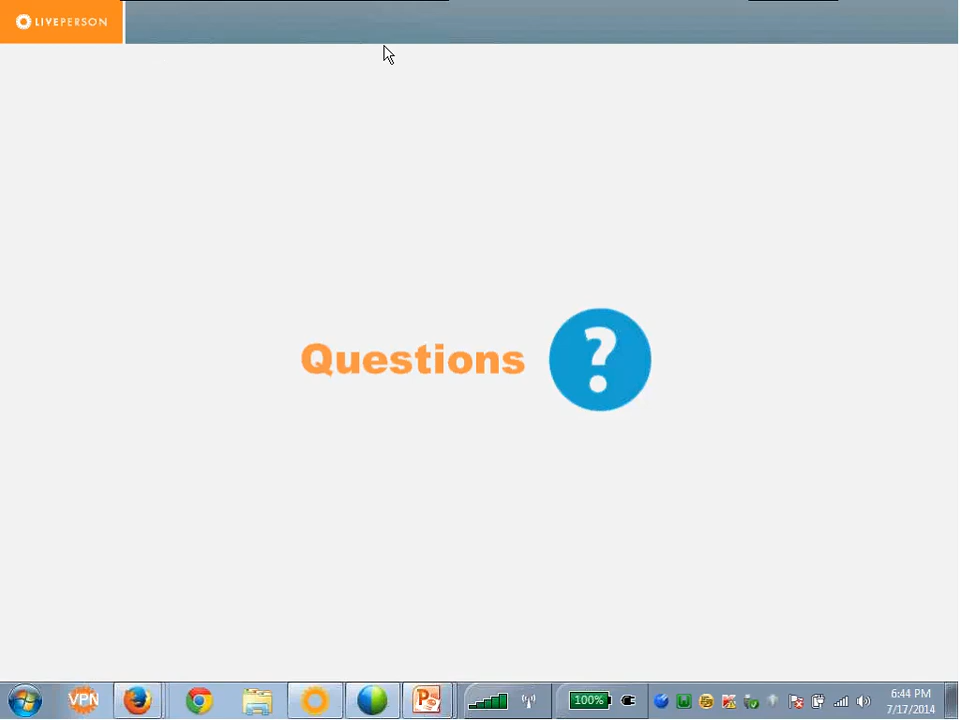 LIVEPERSON
Questions ?
VPN
100%
6:44 PM
7/17/2014